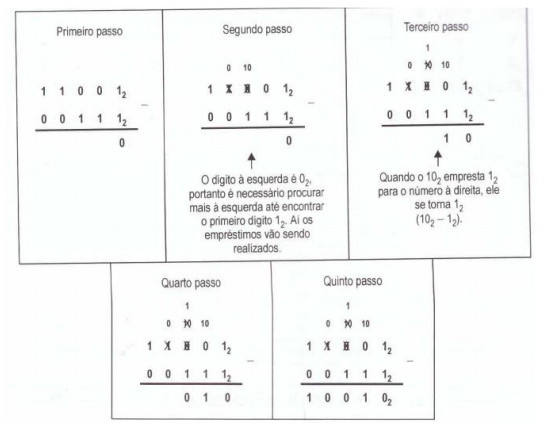 Primeiro passo
1 1 0 0 1₂
–
0 0 1 1 1₂
0
Segundo passo
0 10
1 1 0 0 1₂
–
0 0 1 1 1₂
0
O digito à esquerda é 0₂,
portanto é necessário procurar
mais à esquerda até encontrar
o primeiro dígito 1₂. Aí os
empréstimos vão sendo
realizados.
Terceiro passo
1
0 10 10
1 1 0 0 1₂
–
0 0 1 1 1₂
1 0
Quando o 10₂ empresta 1₂
para o número à direita, ele
se torna 1₂
(10₂ – 1₂).
Quarto passo
1
0 10 10
1 1 0 0 1₂
–
0 0 1 1 1₂
0 1 0
Quinto passo
1
0 10 10
1 1 0 0 1₂
–
0 0 1 1 1₂
1 0 0 1 0₂